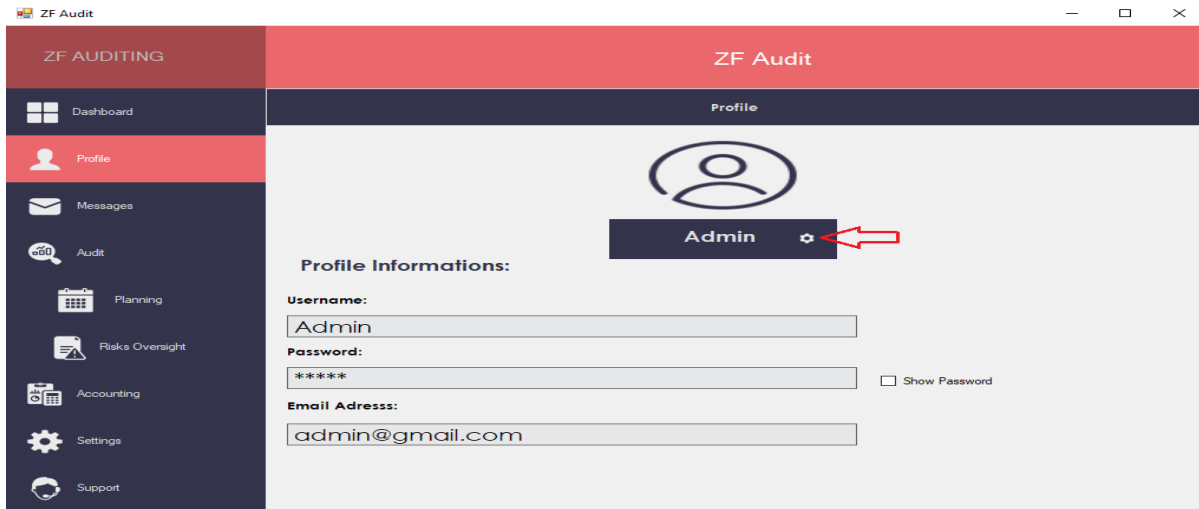 ZF Audit
ZF AUDITING
ZF Audit
Dashboard
Profile
Messages
Audit
Planning
Risks Oversight
Accounting
Settings
Support
Profile
Admin
Profile Informations:
Username:
Admin
Password:
*****
Show Password
Email Adresss:
admin@gmail.com